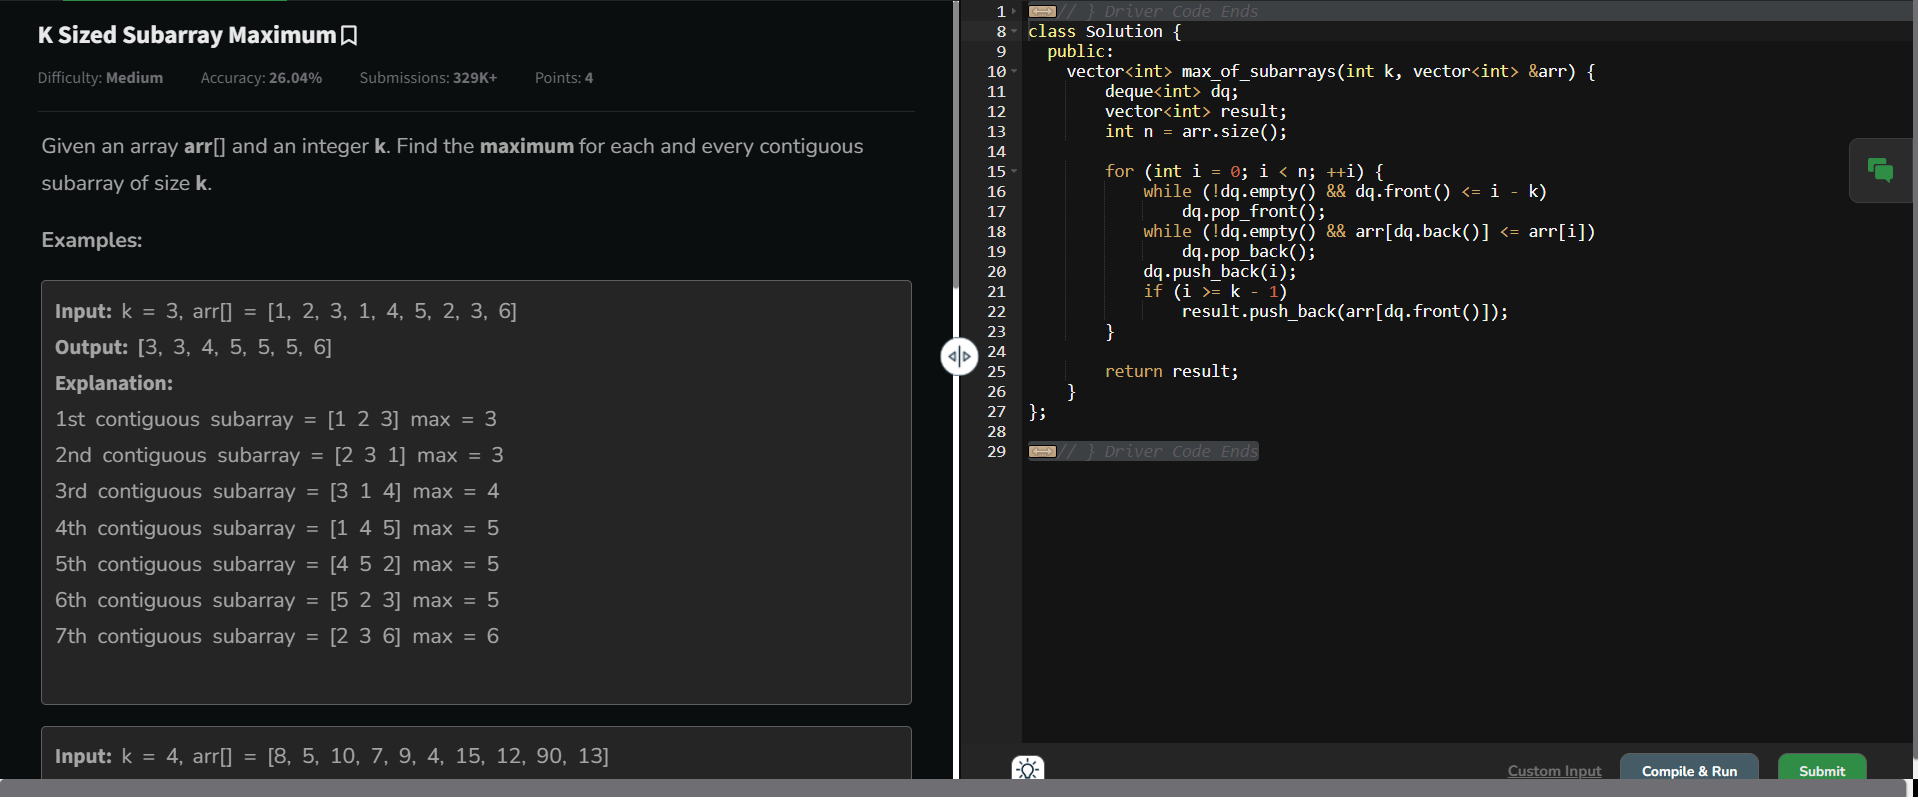 K Sized Subarray Maximum
Difficulty: Medium Accuracy: 26.04% Submissions: 329K+ Points: 4
Given an array arr[] and an integer k. Find the maximum for each and every contiguous
subarray of size k.
Examples:
Input: k = 3, arr[] = [1, 2, 3, 1, 4, 5, 2, 3, 6]
Output: [3, 3, 4, 5, 5, 5, 6]
Explanation:
1st contiguous subarray = [1 2 3] max = 3
2nd contiguous subarray = [2 3 1] max = 3
3rd contiguous subarray = [3 1 4] max = 4
4th contiguous subarray = [1 4 5] max = 5
5th contiguous subarray = [4 5 2] max = 5
6th contiguous subarray = [5 2 3] max = 5
7th contiguous subarray = [2 3 6] max = 6
Input: k = 4, arr[] = [8, 5, 10, 7, 9, 4, 15, 12, 90, 13]
1 // } Driver Code Ends
8 class Solution {
9 public:
10 vector<int> max_of_subarrays(int k, vector<int> &arr) {
11 deque<int> dq;
12 vector<int> result;
13 int n = arr.size();
14
15 for (int i = 0; i < n; ++i) {
16 while (!dq.empty() && dq.front() <= i - k)
17 dq.pop_front();
18 while (!dq.empty() && arr[dq.back()] <= arr[i])
19 dq.pop_back();
20 dq.push_back(i);
21 if (i >= k - 1)
22 result.push_back(arr[dq.front()]);
23 }
24
25 return result;
26 }
27 };
28
29 // } Driver Code Ends
Custom Input Compile & Run Submit